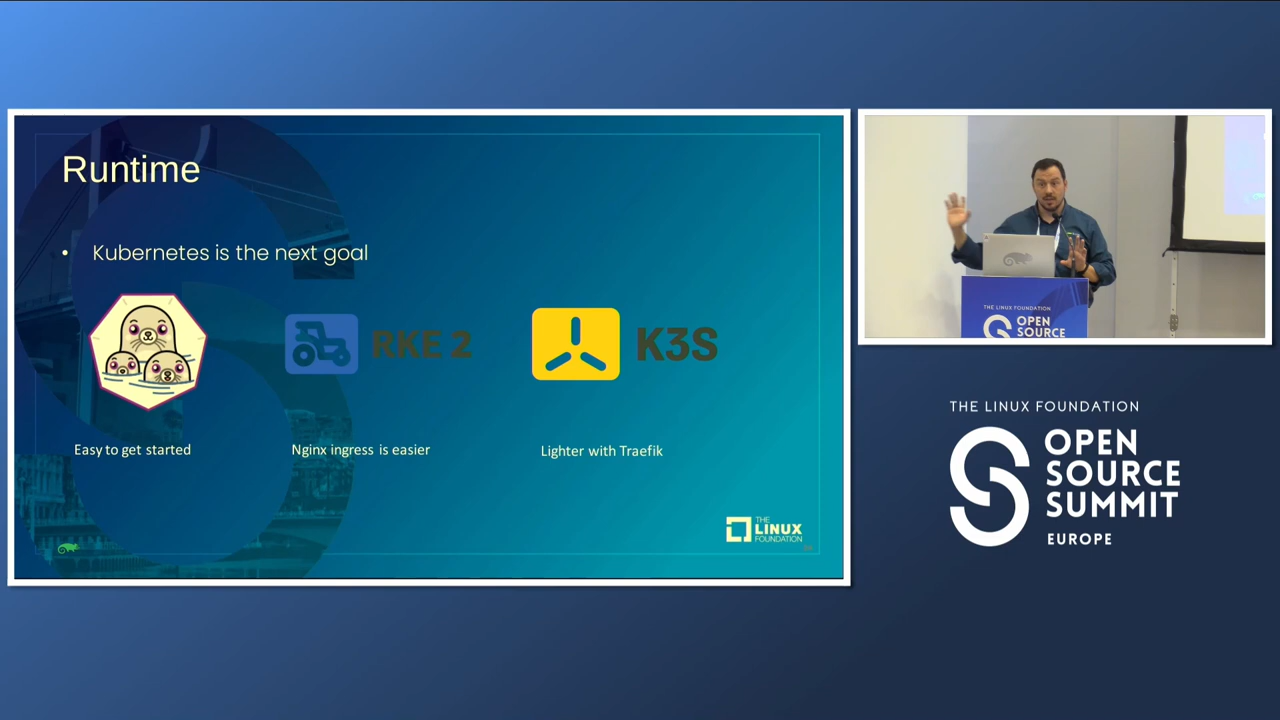 Runtime
• Kubernetes is the next goal
RKE 2
K3S
Easy to get started
Nginx ingress is easier
Lighter with Traefik
THE
LINUX
FOUNDATION
THE LINUX FOUNDATION
OPEN
SOURCE
THE LINUX FOUNDATION
OPEN
SOURCE
SUMMIT
EUROPE